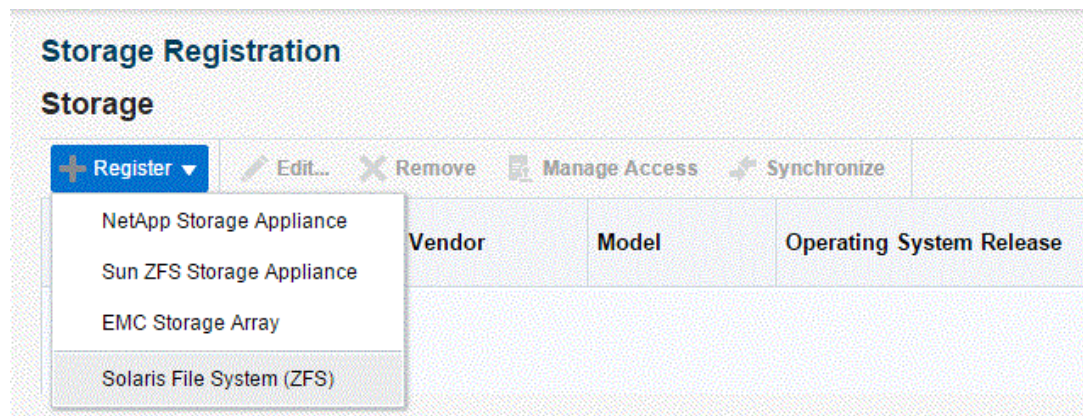 Storage Registration
Storage
Register Edit... Remove Manage Access Synchronize
Vendor Model Operating System Release
NetApp Storage Appliance
Sun ZFS Storage Appliance
EMC Storage Array
Solaris File System (ZFS)